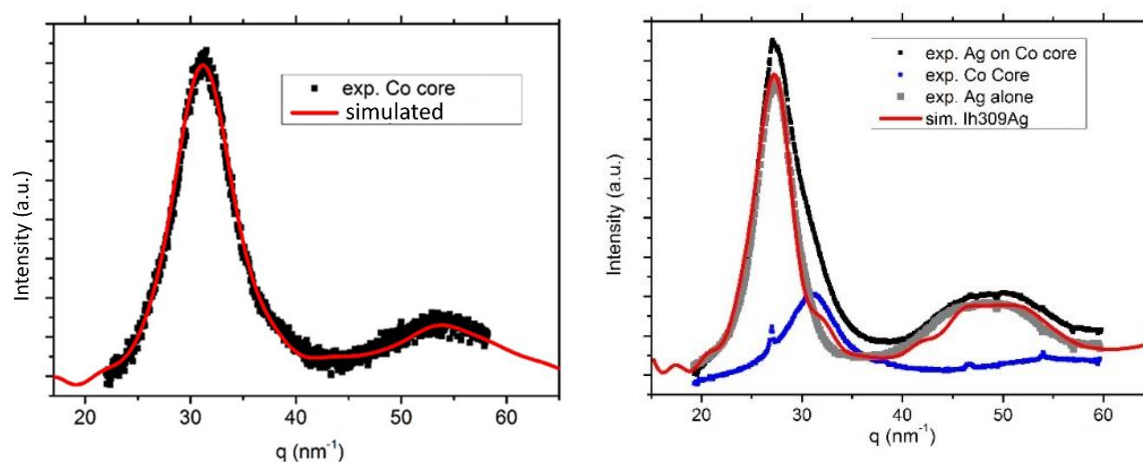 Intensity (a.u.)
exp. Co core
simulated
20 30 40 50 60
q (nm⁻¹)
Intensity (a.u.)
exp. Ag on Co core
exp. Co Core
exp. Ag alone
sim. Ih309Ag
20 30 40 50 60
q (nm⁻¹)